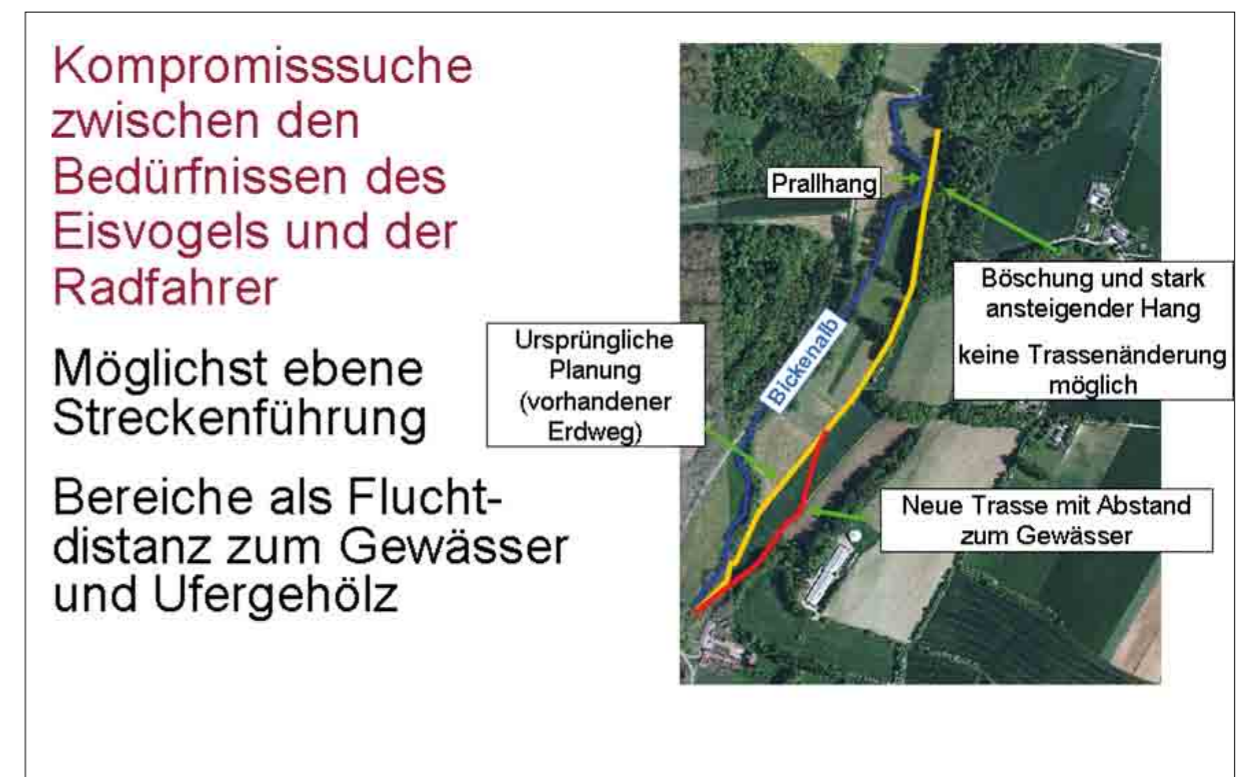 Kompromisssuche
zwischen den
Bedürfnissen des
Eisvogels und der
Radfahrer
Möglichst ebene
Streckenführung
Bereiche als Flucht-
distanz zum Gewässer
und Ufergehölz
Prallhang
Böschung und stark
ansteigender Hang
keine Trassenänderung
möglich
Ursprüngliche
Planung
(vorhandener
Erdweg)
Bickenalb
Neue Trasse mit Abstand
zum Gewässer